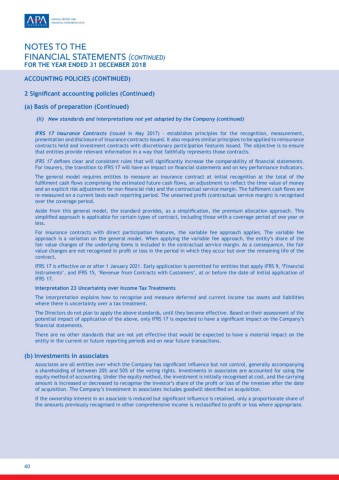 APA
ANNUAL REPORT AND
FINANCIAL STATEMENTS 2018
NOTES TO THE
FINANCIAL STATEMENTS (CONTINUED)
FOR THE YEAR ENDED 31 DECEMBER 2018
ACCOUNTING POLICIES (CONTINUED)
2 Significant accounting policies (Continued)
(a) Basis of preparation (Continued)
(ii) New standards and interpretations not yet adopted by the Company (continued)
IFRS 17 Insurance Contracts (issued in May 2017) - establishes principles for the recognition, measurement,
presentation and disclosure of insurance contracts issued. It also requires similar principles to be applied to reinsurance
contracts held and investment contracts with discretionary participation features issued. The objective is to ensure
that entities provide relevant information in a way that faithfully represents those contracts.
IFRS 17 defines clear and consistent rules that will significantly increase the comparability of financial statements.
For insurers, the transition to IFRS 17 will have an impact on financial statements and on key performance indicators.
The general model requires entities to measure an insurance contract at initial recognition at the total of the
fulfilment cash flows comprising the estimated future cash flows, an adjustment to reflect the time value of money
and an explicit risk adjustment for non-financial risk) and the contractual service margin. The fulfilment cash flows are
re-measured on a current basis each reporting period. The unearned profit (contractual service margin) is recognised
over the coverage period.
Aside from this general model, the standard provides, as a simplification, the premium allocation approach. This
simplified approach is applicable for certain types of contract, including those with a coverage period of one year or
less.
For insurance contracts with direct participation features, the variable fee approach applies. The variable fee
approach is a variation on the general model. When applying the variable fee approach, the entity's share of the
fair value changes of the underlying items is included in the contractual service margin. As a consequence, the fair
value changes are not recognised in profit or loss in the period in which they occur but over the remaining life of the
contract.
IFRS 17 is effective on or after 1 January 2021. Early application is permitted for entities that apply IFRS 9, 'Financial
Instruments', and IFRS 15, 'Revenue from Contracts with Customers', at or before the date of initial application of
IFRS 17.
Interpretation 23 Uncertainty over Income Tax Treatments
The interpretation explains how to recognise and measure deferred and current income tax assets and liabilities
where there is uncertainty over a tax treatment.
The Directors do not plan to apply the above standards, until they become effective. Based on their assessment of the
potential impact of application of the above, only IFRS 17 is expected to have a significant impact on the Company's
financial statements.
There are no other standards that are not yet effective that would be expected to have a material impact on the
entity in the current or future reporting periods and on near future transactions.
(b) Investments in associates
Associates are all entities over which the Company has significant influence but not control, generally accompanying
a shareholding of between 20% and 50% of the voting rights. Investments in associates are accounted for using the
equity method of accounting. Under the equity method, the investment is initially recognised at cost, and the carrying
amount is increased or decreased to recognise the investor's share of the profit or loss of the investee after the date
of acquisition. The Company's investment in associates includes goodwill identified on acquisition.
If the ownership interest in an associate is reduced but significant influence is retained, only a proportionate share of
the amounts previously recognised in other comprehensive income is reclassified to profit or loss where appropriate.
40